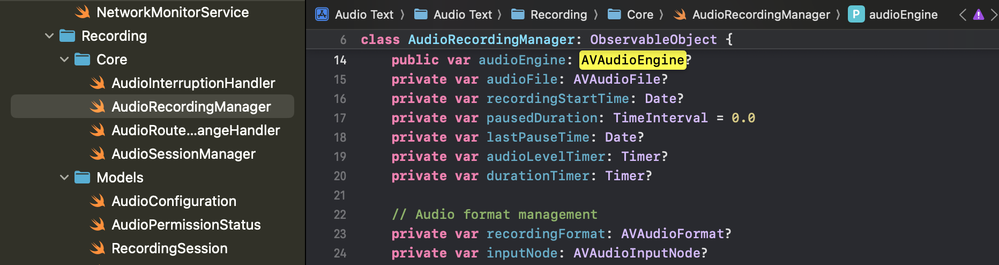 NetworkMonitorService
Recording
Core
AudioInterruptionHandler
AudioRecordingManager
AudioRoute...angeHandler
AudioSessionManager
Models
AudioConfiguration
AudioPermissionStatus
RecordingSession
Audio Text 〉 Audio Text 〉 Recording 〉 Core 〉 AudioRecordingManager 〉 P audioEngine
6 class AudioRecordingManager: ObservableObject {
14 public var audioEngine: AVAudioEngine?
15 private var audioFile: AVAudioFile?
16 private var recordingStartTime: Date?
17 private var pausedDuration: TimeInterval = 0.0
18 private var lastPauseTime: Date?
19 private var audioLevelTimer: Timer?
20 private var durationTimer: Timer?
21
22 // Audio format management
23 private var recordingFormat: AVAudioFormat?
24 private var inputNode: AVAudioInputNode?